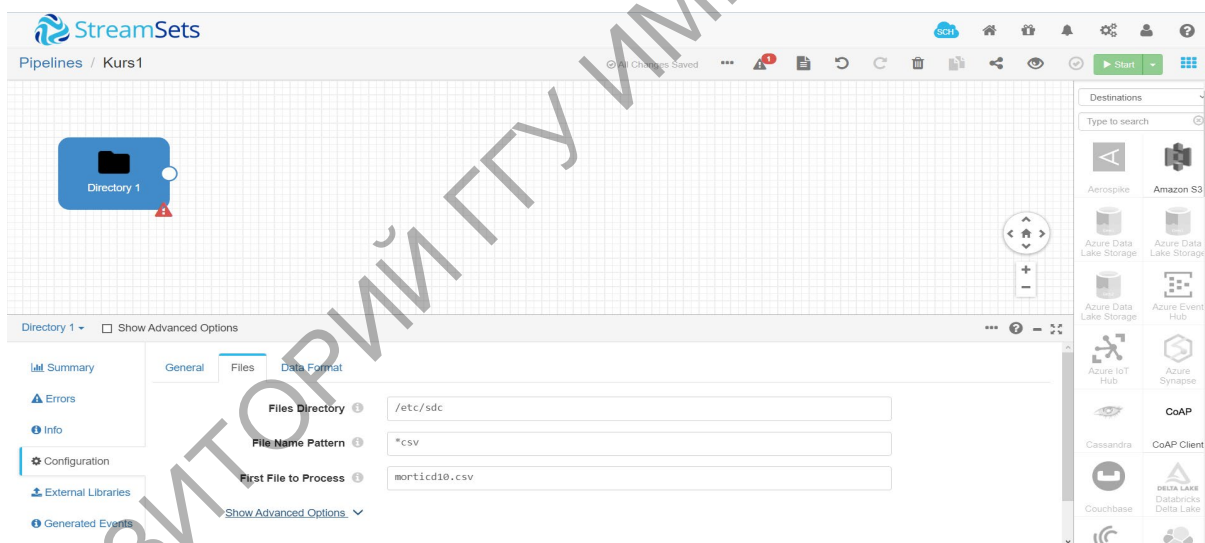 StreamSets
SCH
Pipelines / Kurs1
All Changes Saved
1
Start
Destinations
Type to search
Directory 1
Aerospike
Amazon S3
Azure Data Lake Storage
Azure Data Lake Storage
Azure Data Lake Storage
Azure Event Hub
Azure IoT Hub
Azure Synapse
Cassandra
CoAP
CoAP Client
Couchbase
DELTA LAKE
Databricks Delta Lake
Directory 1
Show Advanced Options
Summary
Errors
Info
Configuration
External Libraries
Generated Events
General
Files
Data Format
Files Directory
/etc/sdc
File Name Pattern
*csv
First File to Process
morticd10.csv
Show Advanced Options
ЗИТОРИЙ ГГУ ИМ